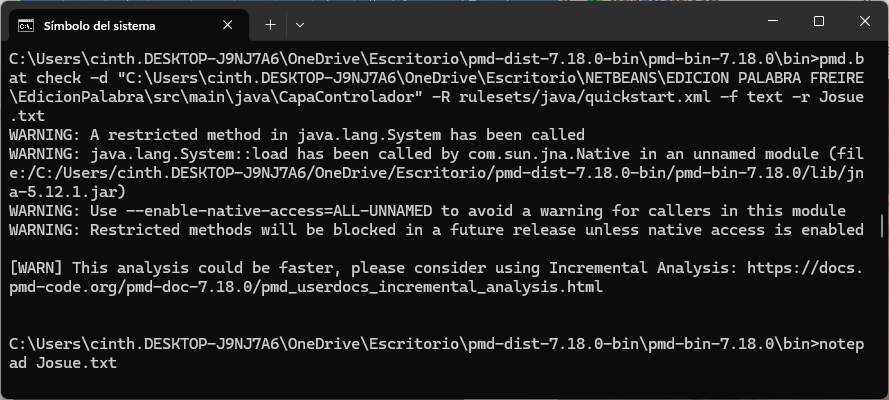 Símbolo del sistema
C:\Users\cinth.DESKTOP-J9NJ7A6\OneDrive\Escritorio\pmd-dist-7.18.0-bin\pmd-bin-7.18.0\bin>pmd.b
at check -d "C:\Users\cinth.DESKTOP-J9NJ7A6\OneDrive\Escritorio\NETBEANS\EDICION PALABRA FREIRE
\EdicionPalabra\src\main\java\CapaControlador" -R rulesets/java/quickstart.xml -f text -r Josue
.txt
WARNING: A restricted method in java.lang.System has been called
WARNING: java.lang.System::load has been called by com.sun.jna.Native in an unnamed module (fil
e:/C:/Users/cinth.DESKTOP-J9NJ7A6/OneDrive/Escritorio/pmd-dist-7.18.0-bin/pmd-bin-7.18.0/lib/jn
a-5.12.1.jar)
WARNING: Use --enable-native-access=ALL-UNNAMED to avoid a warning for callers in this module
WARNING: Restricted methods will be blocked in a future release unless native access is enabled
[WARN] This analysis could be faster, please consider using Incremental Analysis: https://docs.
pmd-code.org/pmd-doc-7.18.0/pmd_userdocs_incremental_analysis.html
C:\Users\cinth.DESKTOP-J9NJ7A6\OneDrive\Escritorio\pmd-dist-7.18.0-bin\pmd-bin-7.18.0\bin>notep
ad Josue.txt